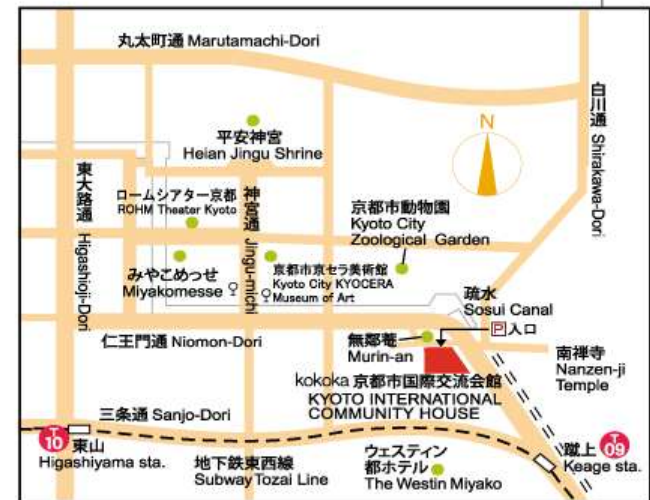 丸太町通 Marutamachi-Dori
白川通 Shirakawa-Dori
N
平安神宮
Heian Jingu Shrine
東大路通 Higashioji-Dori
ロームシアター京都
ROHM Theater Kyoto
神宮通 Jingu-michi
京都市動物園
Kyoto City
Zoological Garden
みやこめっせ
Miyakomesse
京都市京セラ美術館
Kyoto City KYOCERA
Museum of Art
疏水
Sosui Canal
P入口
仁王門通 Niomon-Dori
無鄰菴
Murin-an
南禅寺
Nanzen-ji
Temple
kokoka 京都市国際交流会館
KYOTO INTERNATIONAL
COMMUNITY HOUSE
三条通 Sanjo-Dori
T
10
東山
Higashiyama sta.
地下鉄東西線
Subway Tozai Line
ウェスティン
都ホテル
The Westin Miyako
蹴上
T
09
Keage sta.